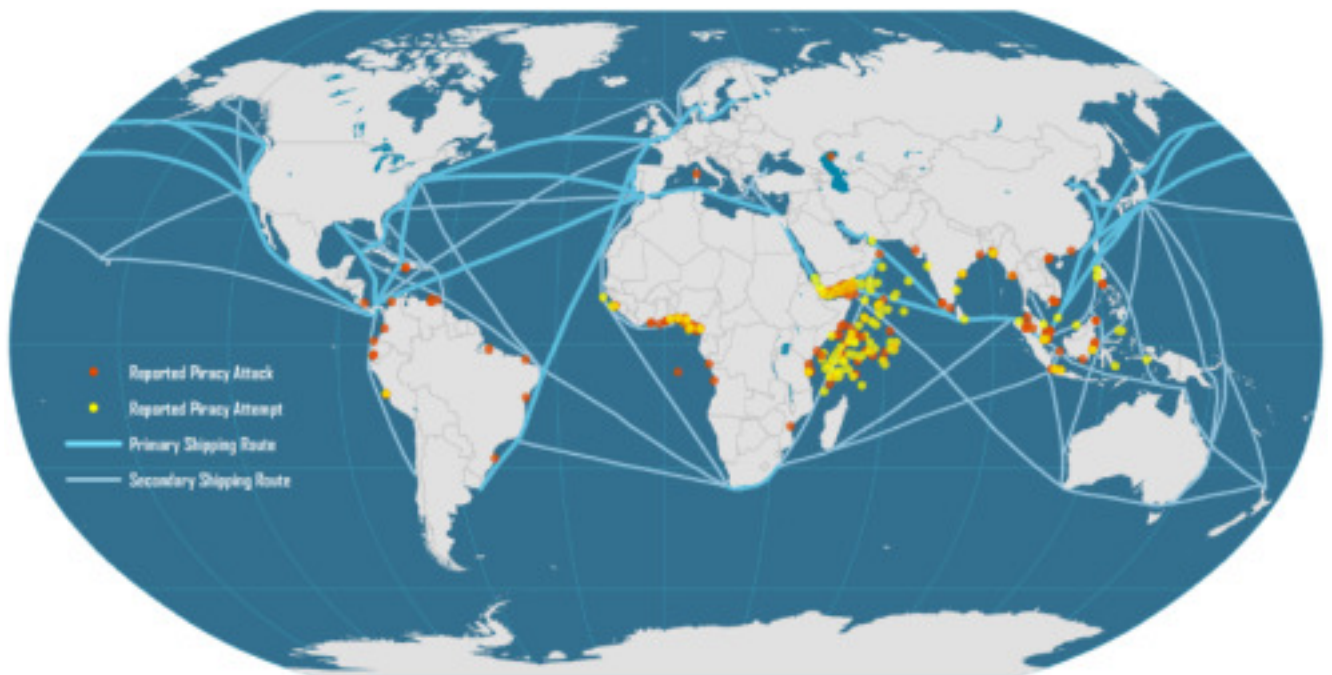 Reported Piracy Attack
Reported Piracy Attempt
Primary Shipping Route
Secondary Shipping Route